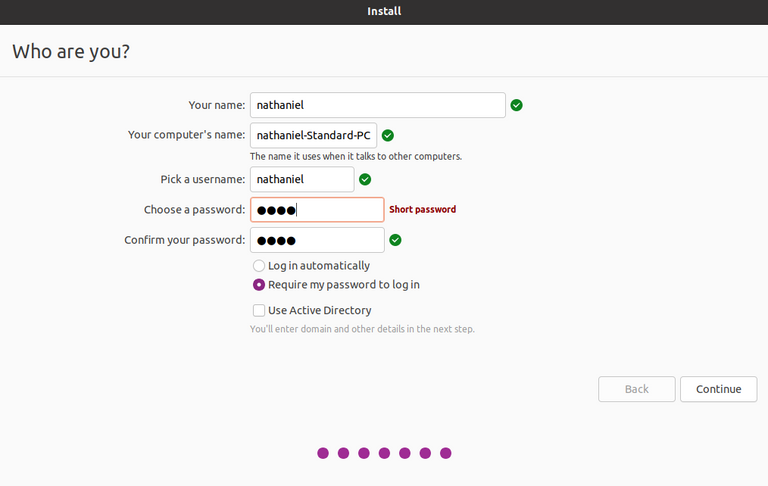 Install
Who are you?
Your name: nathaniel
Your computer's name: nathaniel-Standard-PC
The name it uses when it talks to other computers.
Pick a username: nathaniel
Choose a password: ●●●● Short password
Confirm your password: ●●●●
Log in automatically
Require my password to log in
Use Active Directory
You'll enter domain and other details in the next step.
Back Continue